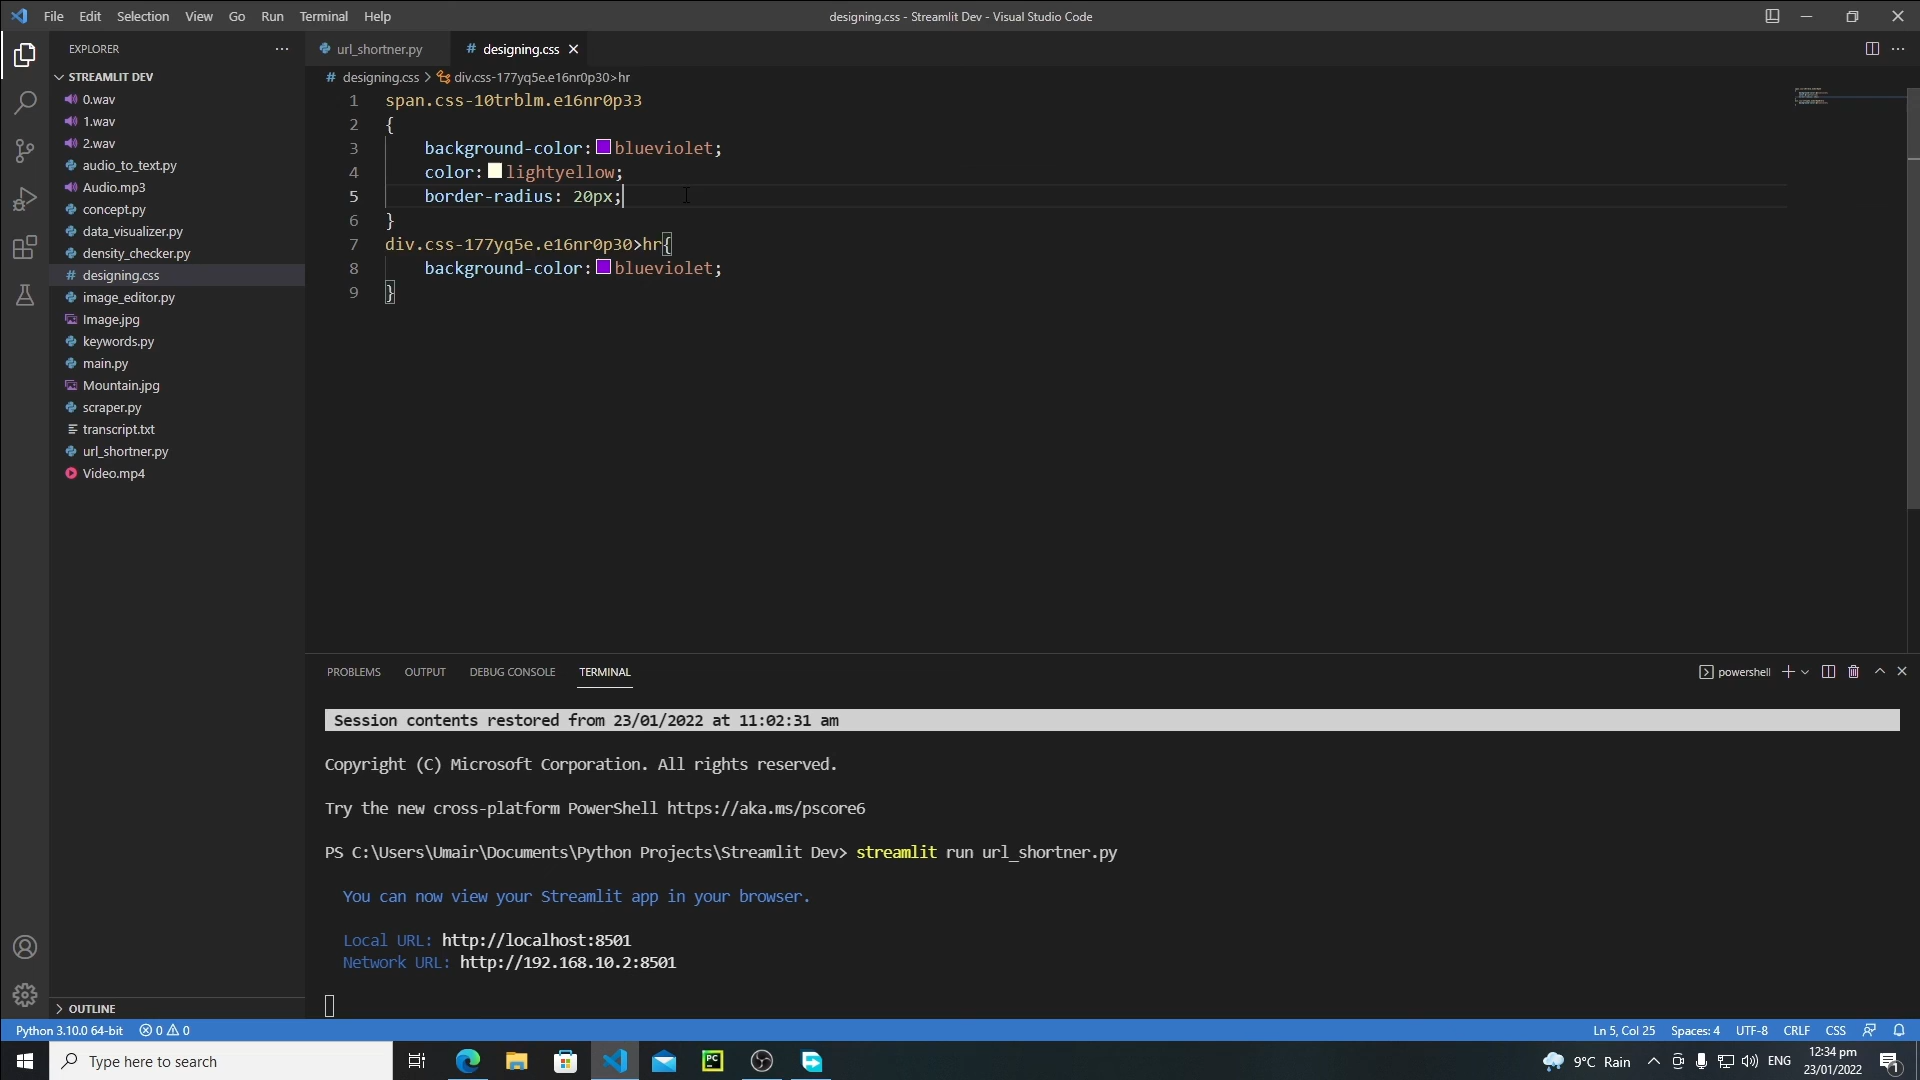 File Edit Selection View Go Run Terminal Help
designing.css - Streamlit Dev - Visual Studio Code
EXPLORER
STREAMLIT DEV
0.wav
1.wav
2.wav
audio_to_text.py
Audio.mp3
concept.py
data_visualizer.py
density_checker.py
designing.css
image_editor.py
Image.jpg
keywords.py
main.py
Mountain.jpg
scraper.py
transcript.txt
url_shortner.py
Video.mp4
OUTLINE
url_shortner.py
# designing.css
# designing.css > div.css-177yq5e.e16nr0p30>hr
1 span.css-10trblm.e16nr0p33
2 {
3 background-color: blueviolet;
4 color: lightyellow;
5 border-radius: 20px;
6 }
7 div.css-177yq5e.e16nr0p30>hr{
8 background-color: blueviolet;
9 }
PROBLEMS OUTPUT DEBUG CONSOLE TERMINAL
powershell
Session contents restored from 23/01/2022 at 11:02:31 am
Copyright (C) Microsoft Corporation. All rights reserved.
Try the new cross-platform PowerShell https://aka.ms/pscore6
PS C:\Users\Umair\Documents\Python Projects\Streamlit Dev> streamlit run url_shortner.py
You can now view your Streamlit app in your browser.
Local URL: http://localhost:8501
Network URL: http://192.168.10.2:8501
Python 3.10.0 64-bit 0 0
Ln 5, Col 25 Spaces: 4 UTF-8 CRLF CSS
Type here to search
PC
9°C Rain
ENG
12:34 pm
23/01/2022
1